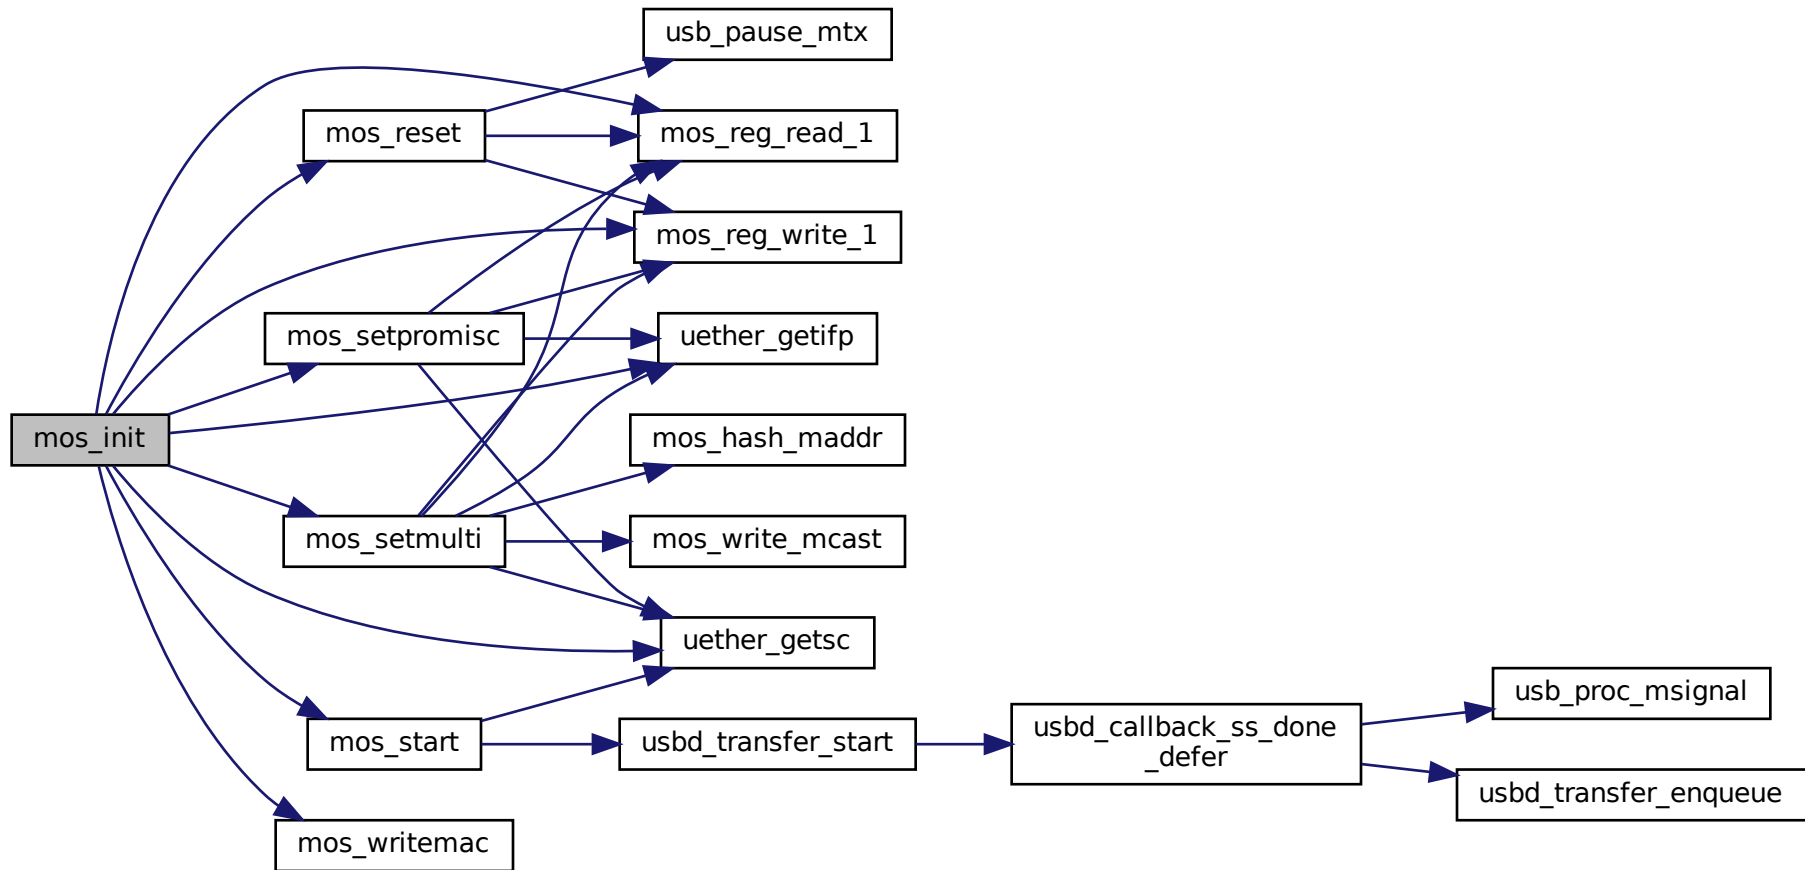 usb_pause_mtx
mos_reset
mos_reg_read_1
mos_reg_write_1
mos_setpromisc
uether_getifp
mos_init
mos_hash_maddr
mos_setmulti
mos_write_mcast
uether_getsc
mos_start
usbd_transfer_start
usbd_callback_ss_done
_defer
usb_proc_msignal
usbd_transfer_enqueue
mos_writemac